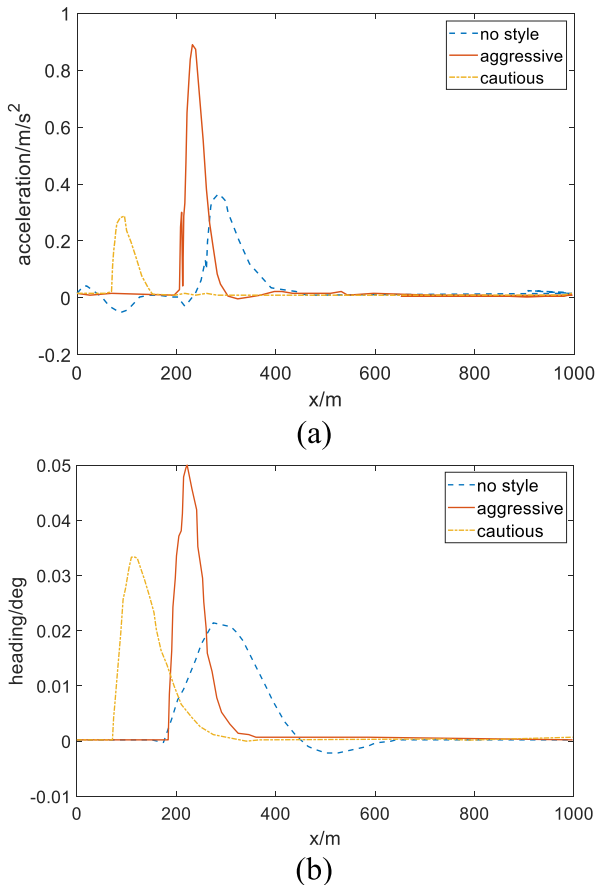 1
0.8
0.6
0.4
0.2
0
-0.2
acceleration/m/s²
no style
aggressive
cautious
0 200 400 600 800 1000
x/m
(a)
0.05
0.04
0.03
0.02
0.01
0
-0.01
heading/deg
no style
aggressive
cautious
0 200 400 600 800 1000
x/m
(b)